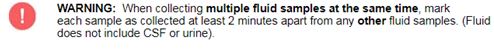 WARNING: When collecting multiple fluid samples at the same time, mark
each sample as collected at least 2 minutes apart from any other fluid samples. (Fluid
does not include CSF or urine).